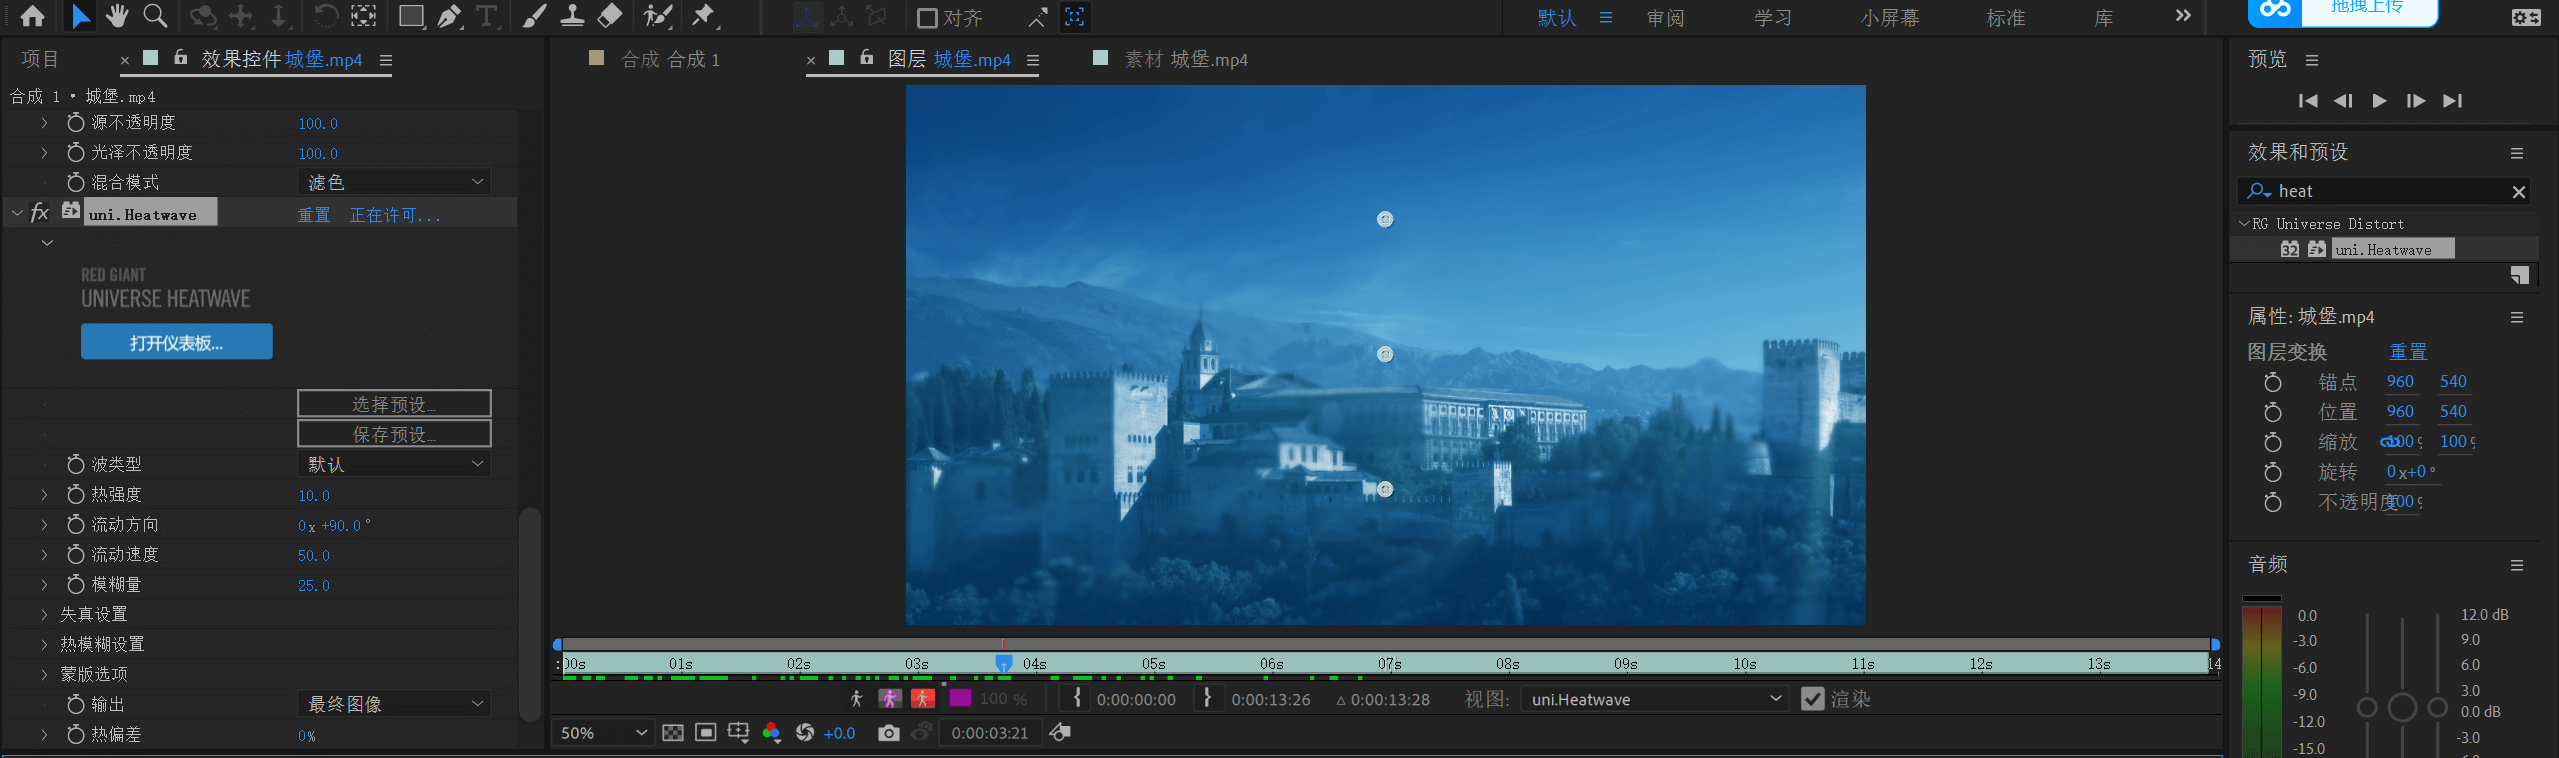 对齐
默认
审阅
学习
小屏幕
标准
库
拖拽上传
项目
效果控件 城堡.mp4
合成 合成 1
图层 城堡.mp4
素材 城堡.mp4
预览
合成 1 • 城堡.mp4
源不透明度 100.0
光泽不透明度 100.0
混合模式 滤色
fx uni.Heatwave 重置 正在许可...
RED GIANT
UNIVERSE HEATWAVE
打开仪表板...
选择预设...
保存预设...
波类型 默认
热强度 10.0
流动方向 0x +90.0°
流动速度 50.0
模糊量 25.0
失真设置
热模糊设置
蒙版选项
输出 最终图像
热偏差 0%
:00s 01s 02s 03s 04s 05s 06s 07s 08s 09s 10s 11s 12s 13s 14
100 %
0:00:00:00
0:00:13:26
△ 0:00:13:28
视图: uni.Heatwave
渲染
50%
+0.0
0:00:03:21
效果和预设
heat
RG Universe Distort
32 uni.Heatwave
属性: 城堡.mp4
图层变换 重置
锚点 960 540
位置 960 540
缩放 100 % 100 %
旋转 0x+0°
不透明度 100 %
音频
0.0
-3.0
-6.0
-9.0
-12.0
-15.0
12.0 dB
9.0
6.0
3.0
0.0 dB
-3.0